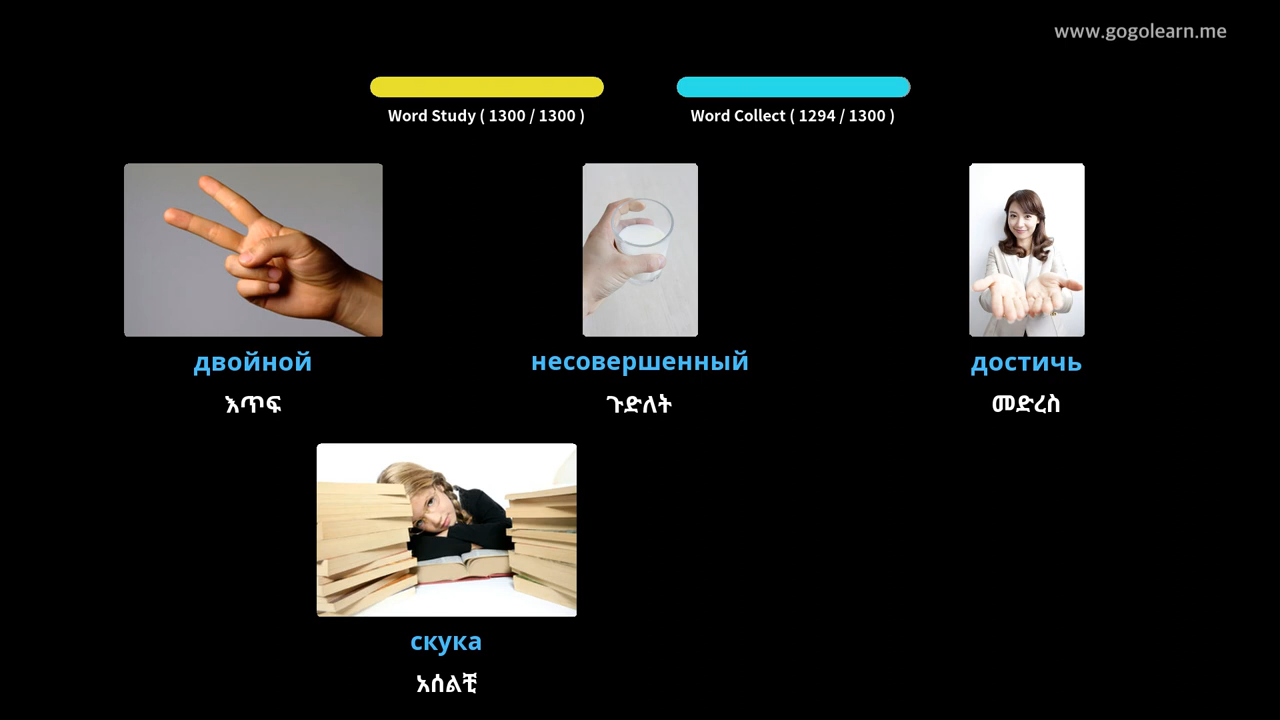 www.gogolearn.me
Word Study ( 1300 / 1300 )
Word Collect ( 1294 / 1300 )
двойной
несовершенный
достичь
እጥፍ
ጉድለት
መድረስ
скука
አሰልቺ